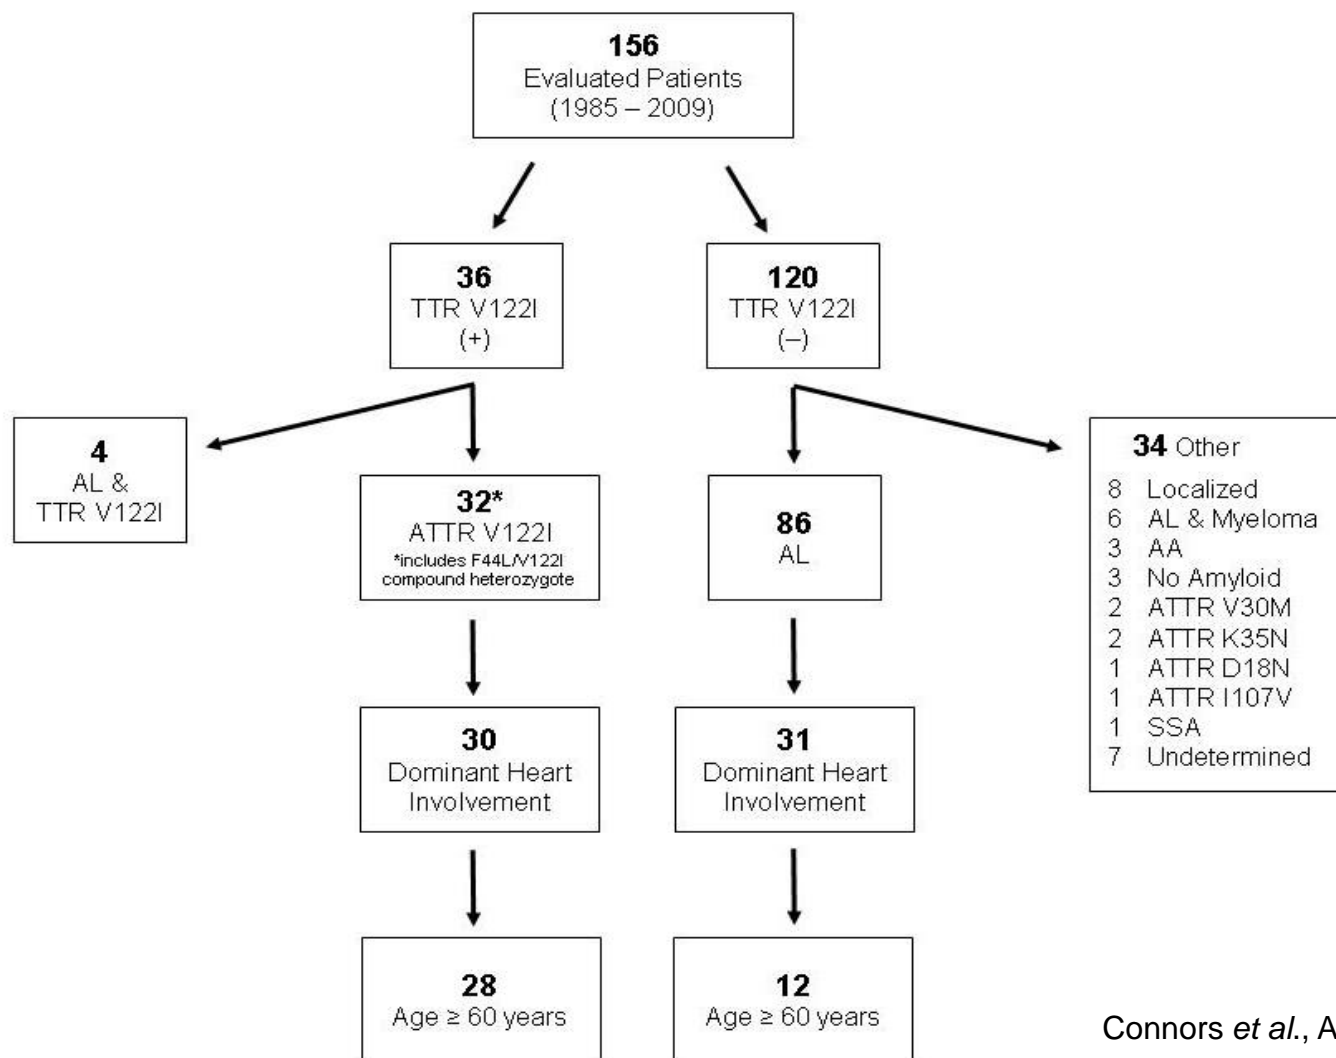 156
Evaluated Patients
(1985 – 2009)
36
TTR V122I
(+)
120
TTR V122I
(–)
4
AL &
TTR V122I
32*
ATTR V122I
*includes F44L/V122I
compound heterozygote
86
AL
34 Other
8 Localized
6 AL & Myeloma
3 AA
3 No Amyloid
2 ATTR V30M
2 ATTR K35N
1 ATTR D18N
1 ATTR I107V
1 SSA
7 Undetermined
30
Dominant Heart
Involvement
31
Dominant Heart
Involvement
28
Age ≥ 60 years
12
Age ≥ 60 years
Connors et al., A